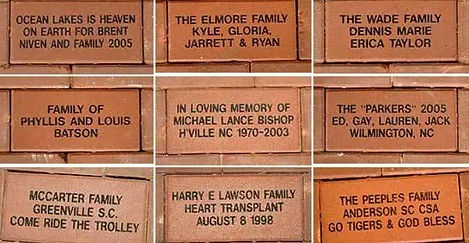 OCEAN LAKES IS HEAVEN
ON EARTH FOR BRENT
NIVEN AND FAMILY 2005
THE ELMORE FAMILY
KYLE, GLORIA,
JARRETT & RYAN
THE WADE FAMILY
DENNIS MARIE
ERICA TAYLOR
FAMILY OF
PHYLLIS AND LOUIS
BATSON
IN LOVING MEMORY OF
MICHAEL LANCE BISHOP
H'VILLE NC 1970-2003
THE "PARKERS" 2005
ED, GAY, LAUREN, JACK
WILMINGTON, NC
MCCARTER FAMILY
GREENVILLE S.C.
COME RIDE THE TROLLEY
HARRY E LAWSON FAMILY
HEART TRANSPLANT
AUGUST 8 1998
THE PEEPLES FAMILY
ANDERSON SC CSA
GO TIGERS & GOD BLESS